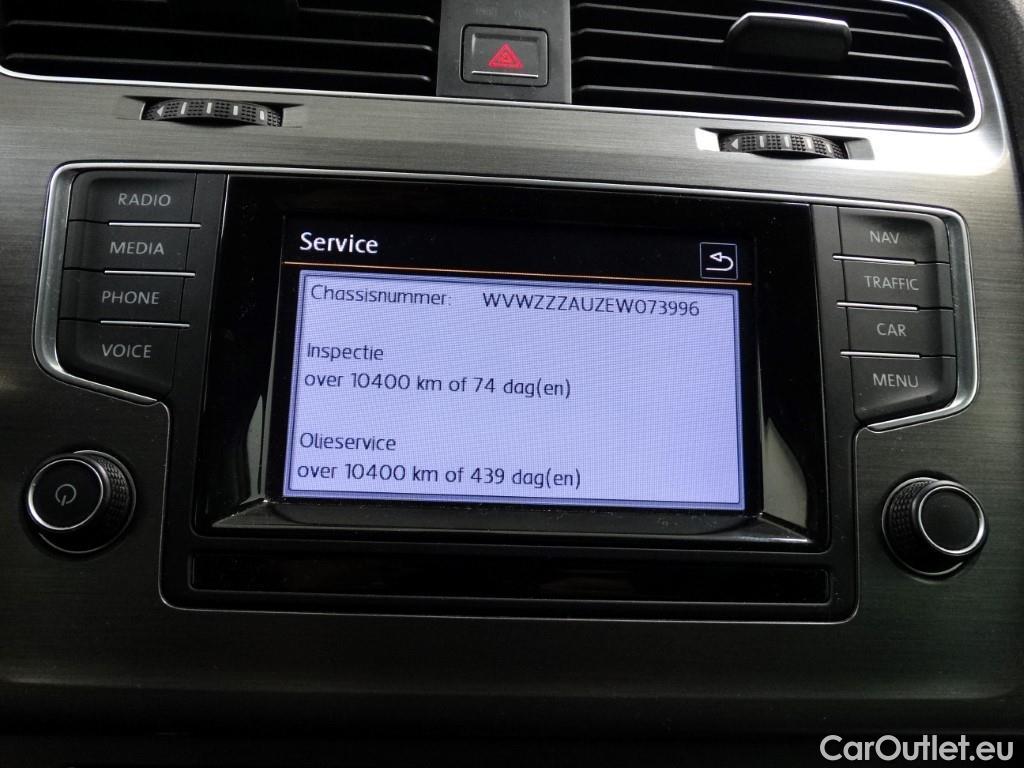 RADIO
MEDIA
PHONE
VOICE
Service
Chassisnummer: WVWZZZAUZEW073996
Inspectie
over 10400 km of 74 dag(en)
Olieservice
over 10400 km of 439 dag(en)
NAV
TRAFFIC
CAR
MENU
CarOutlet.eu